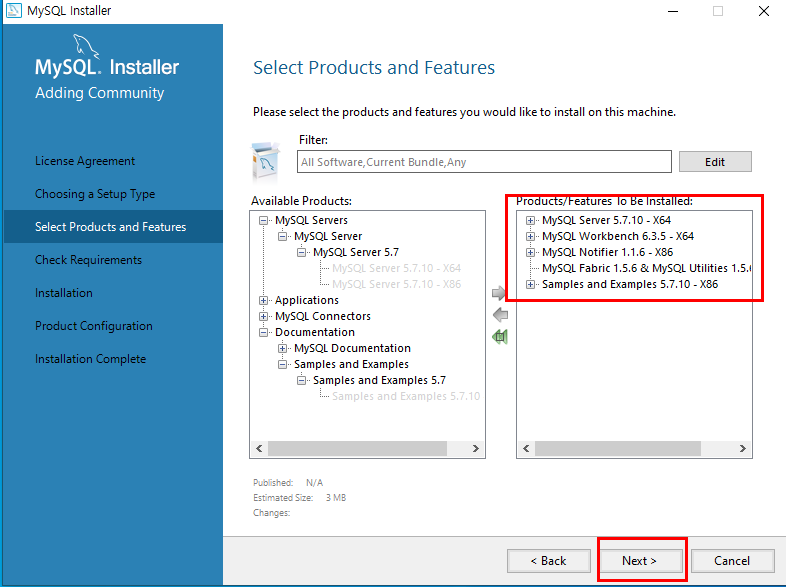 MySQL Installer
MySQL. Installer
Adding Community
License Agreement
Choosing a Setup Type
Select Products and Features
Check Requirements
Installation
Product Configuration
Installation Complete
Select Products and Features
Please select the products and features you would like to install on this machine.
Filter:
All Software,Current Bundle,Any
Edit
Available Products:
MySQL Servers
MySQL Server
MySQL Server 5.7
MySQL Server 5.7.10 - X64
MySQL Server 5.7.10 - X86
Applications
MySQL Connectors
Documentation
MySQL Documentation
Samples and Examples
Samples and Examples 5.7
Samples and Examples 5.7.10
Products/Features To Be Installed:
MySQL Server 5.7.10 - X64
MySQL Workbench 6.3.5 - X64
MySQL Notifier 1.1.6 - X86
MySQL Fabric 1.5.6 & MySQL Utilities 1.5.6
Samples and Examples 5.7.10 - X86
Published: N/A
Estimated Size: 3 MB
Changes:
< Back
Next >
Cancel